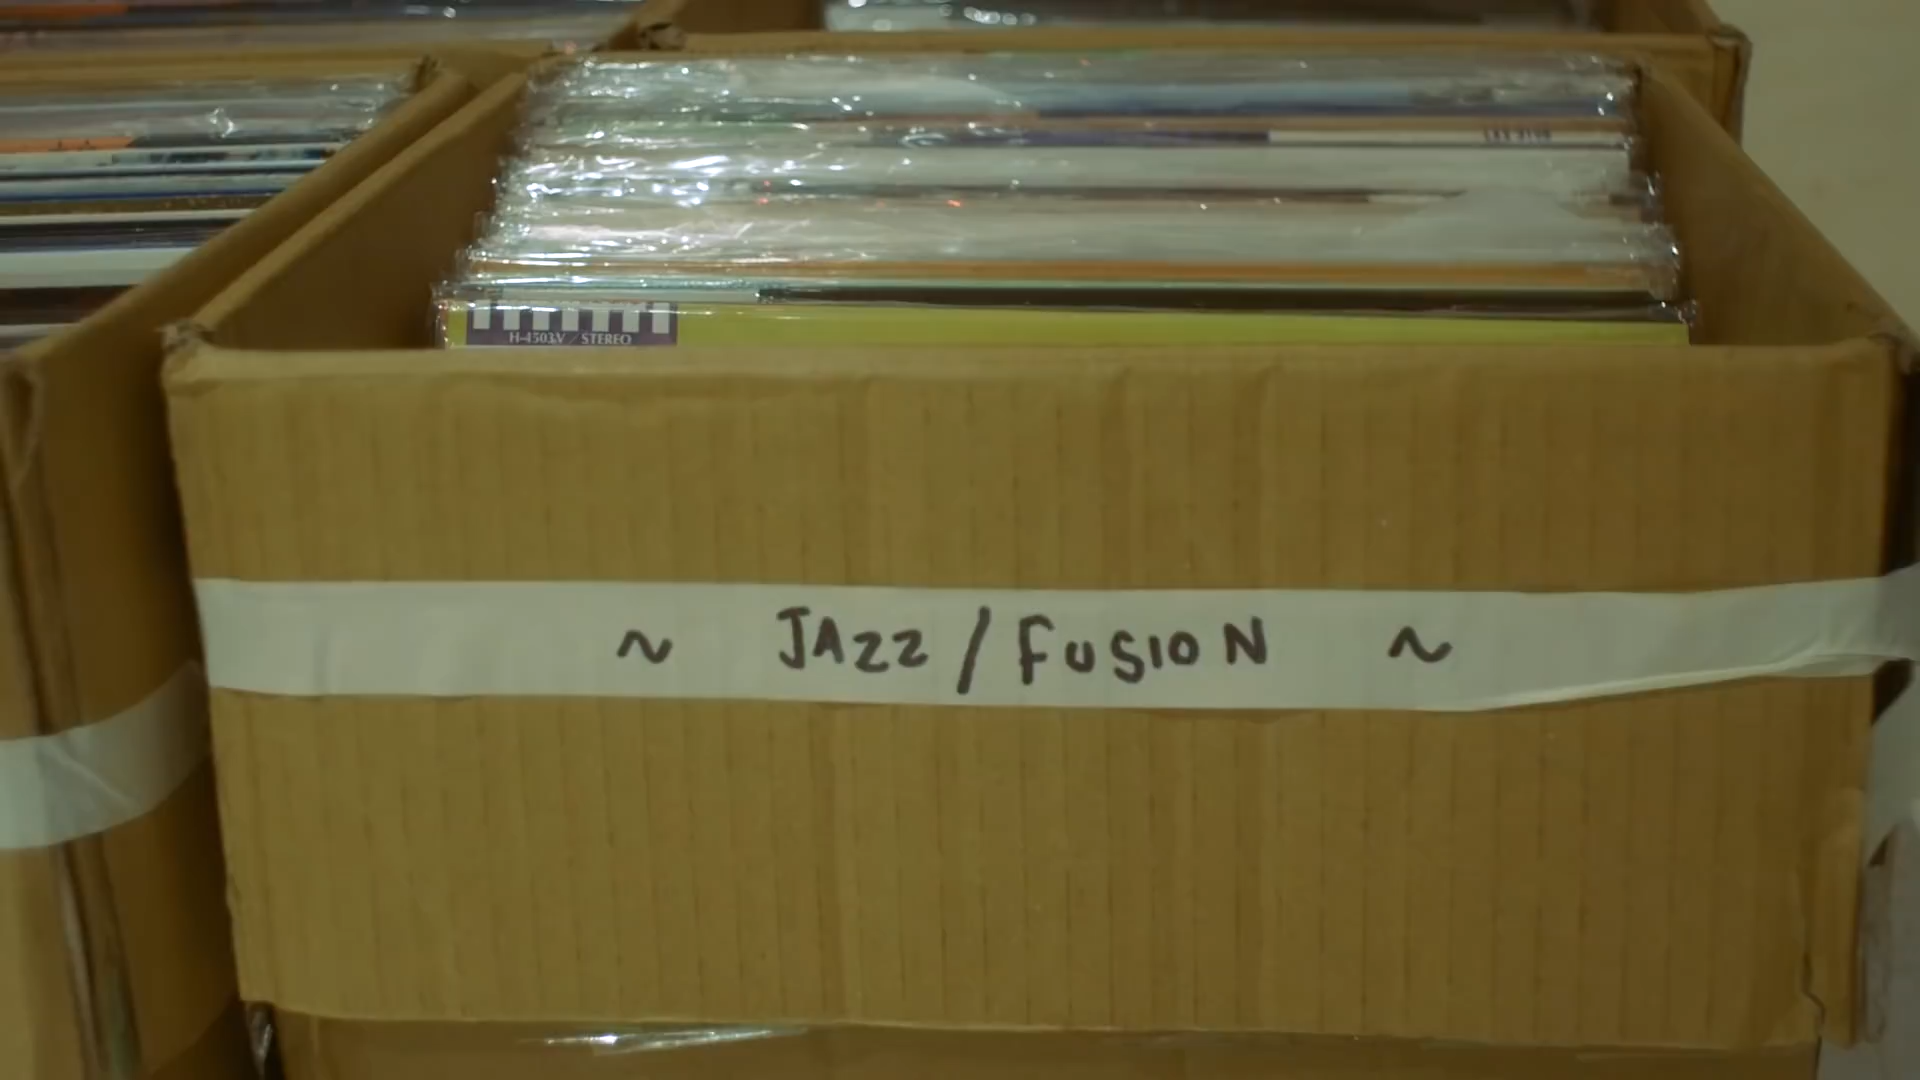 H-4503V / STEREO
~ JAZZ / FUSION ~